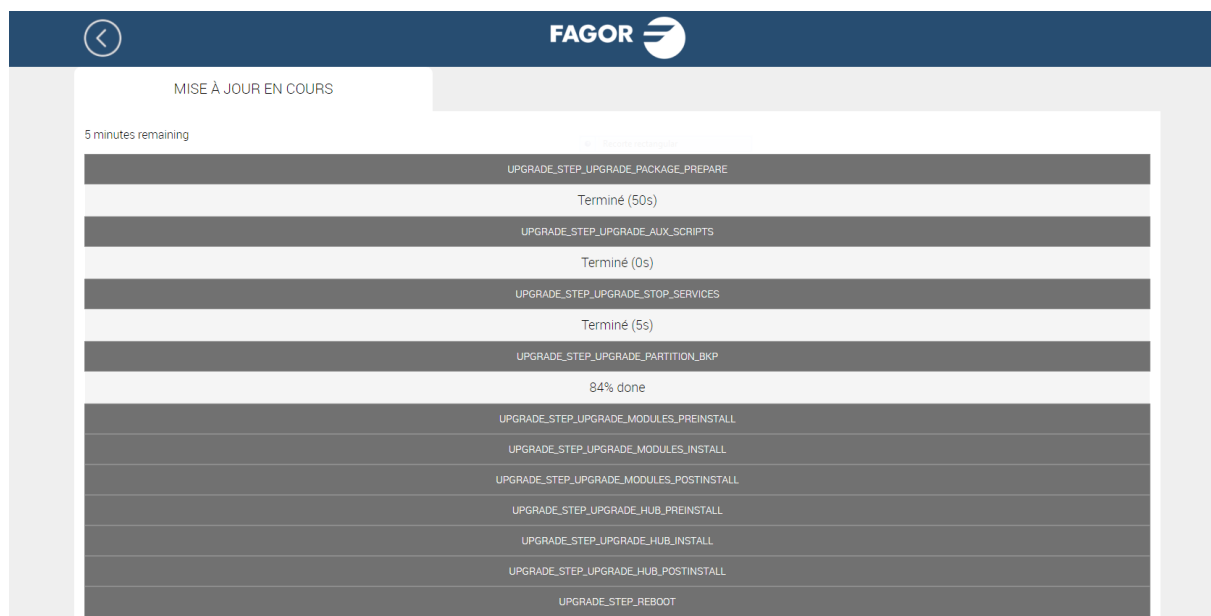 FAGOR
MISE À JOUR EN COURS
5 minutes remaining
UPGRADE_STEP_UPGRADE_PACKAGE_PREPARE
Terminé (50s)
UPGRADE_STEP_UPGRADE_AUX_SCRIPTS
Terminé (0s)
UPGRADE_STEP_UPGRADE_STOP_SERVICES
Terminé (5s)
UPGRADE_STEP_UPGRADE_PARTITION_BKP
84% done
UPGRADE_STEP_UPGRADE_MODULES_PREINSTALL
UPGRADE_STEP_UPGRADE_MODULES_INSTALL
UPGRADE_STEP_UPGRADE_MODULES_POSTINSTALL
UPGRADE_STEP_UPGRADE_HUB_PREINSTALL
UPGRADE_STEP_UPGRADE_HUB_INSTALL
UPGRADE_STEP_UPGRADE_HUB_POSTINSTALL
UPGRADE_STEP_REBOOT